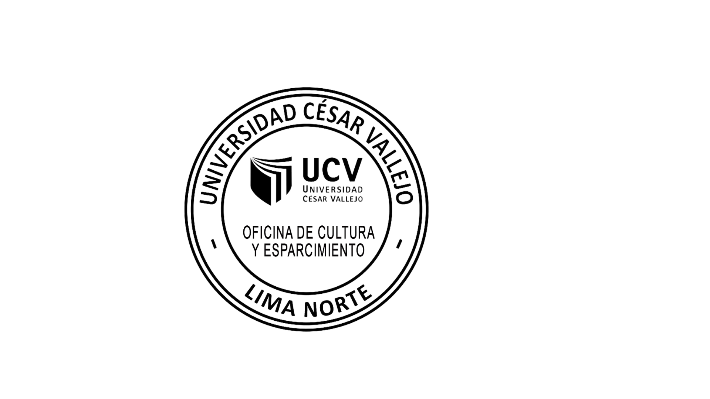 UNIVERSIDAD CÉSAR VALLEJO
UCV
UNIVERSIDAD
CÉSAR VALLEJO
OFICINA DE CULTURA
Y ESPARCIMIENTO
LIMA NORTE